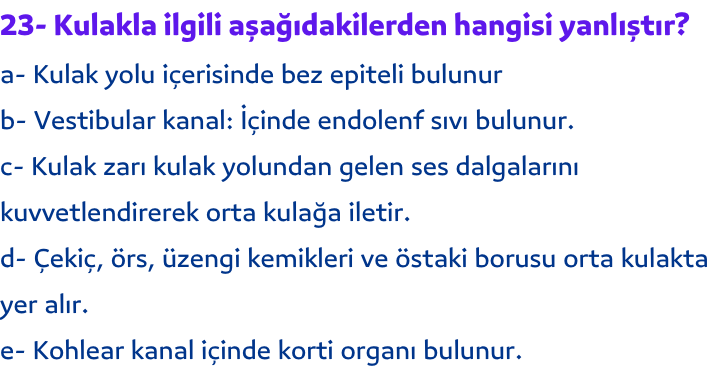 23- Kulakla ilgili aşağıdakilerden hangisi yanlıştır?
a- Kulak yolu içerisinde bez epiteli bulunur
b- Vestibular kanal: İçinde endolenf sıvı bulunur.
c- Kulak zarı kulak yolundan gelen ses dalgalarını
kuvvetlendirerek orta kulağa iletir.
d- Çekiç, örs, üzengi kemikleri ve östaki borusu orta kulakta
yer alır.
e- Kohlear kanal içinde korti organı bulunur.